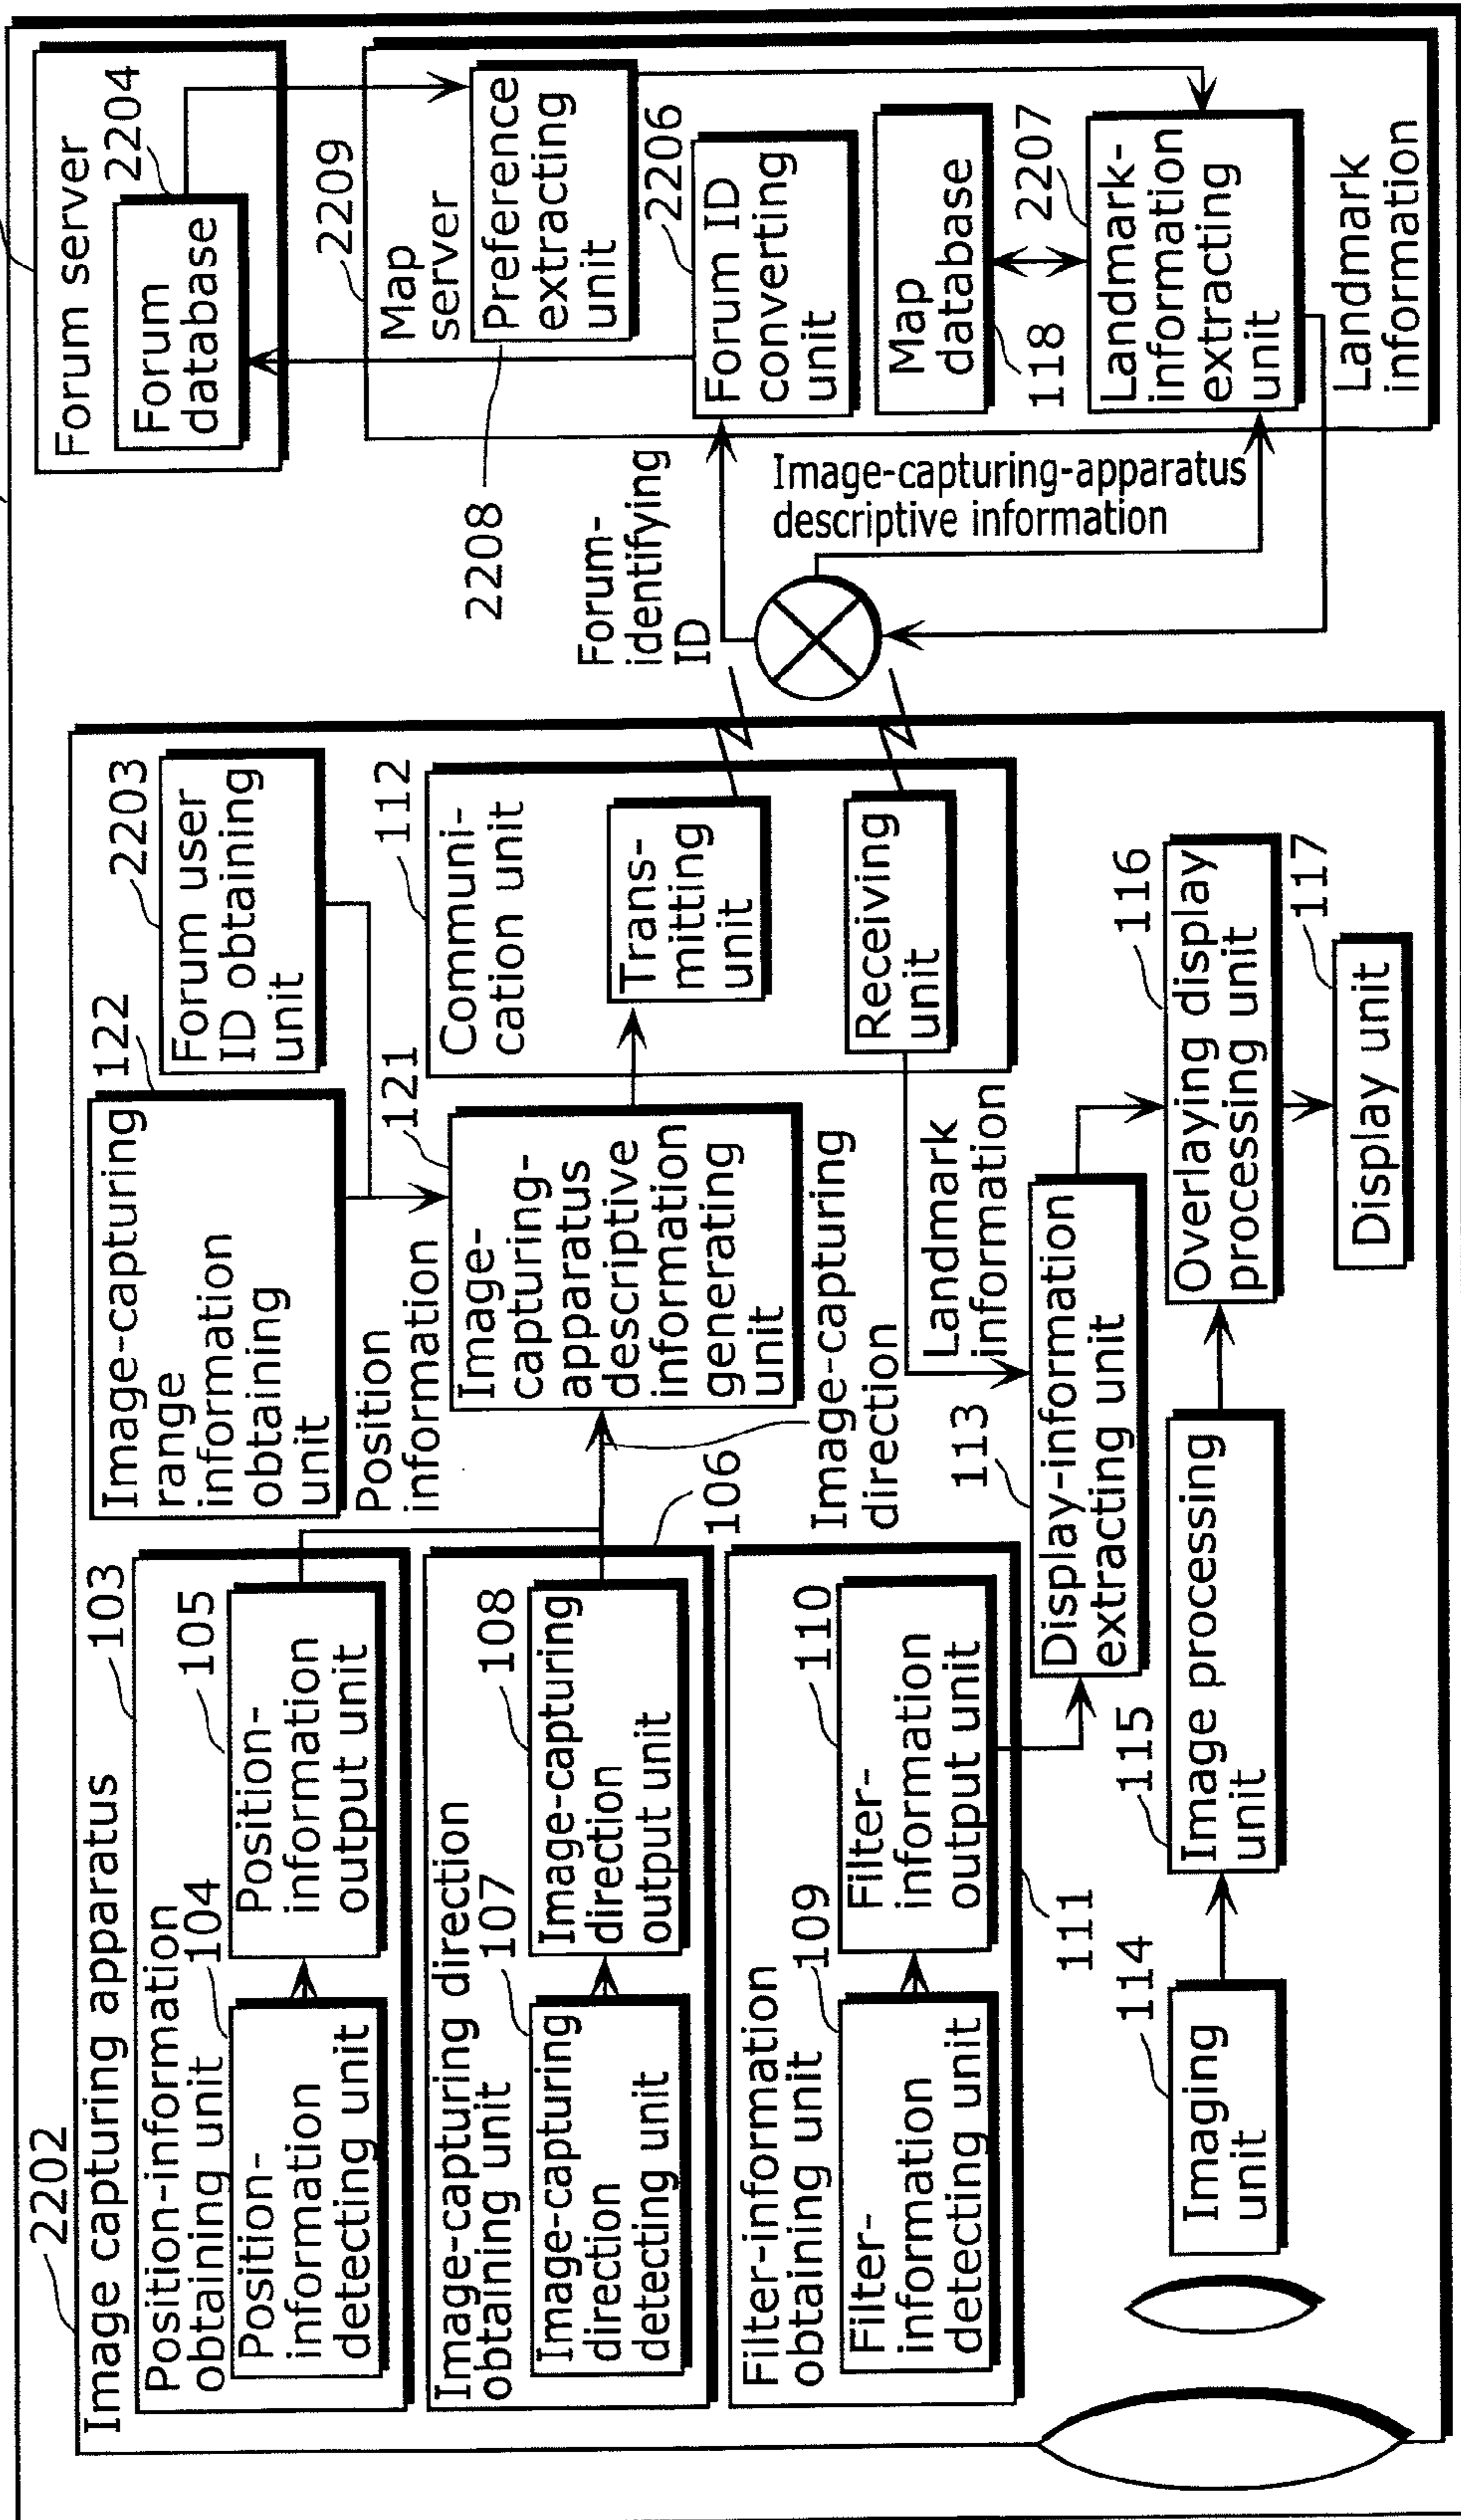 2202
Image capturing apparatus
103
Position-information
obtaining unit
104
105
Position-
information
detecting unit
Position-
information
output unit
Image-capturing direction
obtaining unit
107
108
106
Image-capturing
direction
detecting unit
Image-capturing
direction
output unit
Filter-information
obtaining unit
109
110
111
Filter-
information
detecting unit
Filter-
information
output unit
Image-capturing
range
information
obtaining
unit
122
Forum user
ID obtaining
unit
2203
Position
information
121
Image-
capturing-
apparatus
descriptive
information
generating
unit
Image-capturing
direction
Communi-
cation unit
112
Trans-
mitting
unit
Receiving
unit
Landmark
information
113
Display-information
extracting unit
114
Imaging
unit
115
Image processing
unit
116
Overlaying display
processing unit
117
Display unit
Forum-
identifying
ID
Image-capturing-apparatus
descriptive information
Forum server
2204
Forum
database
2209
Map
server
2208
Preference
extracting
unit
2206
Forum ID
converting
unit
Map
database
118
2207
Landmark-
information
extracting
unit
Landmark
information